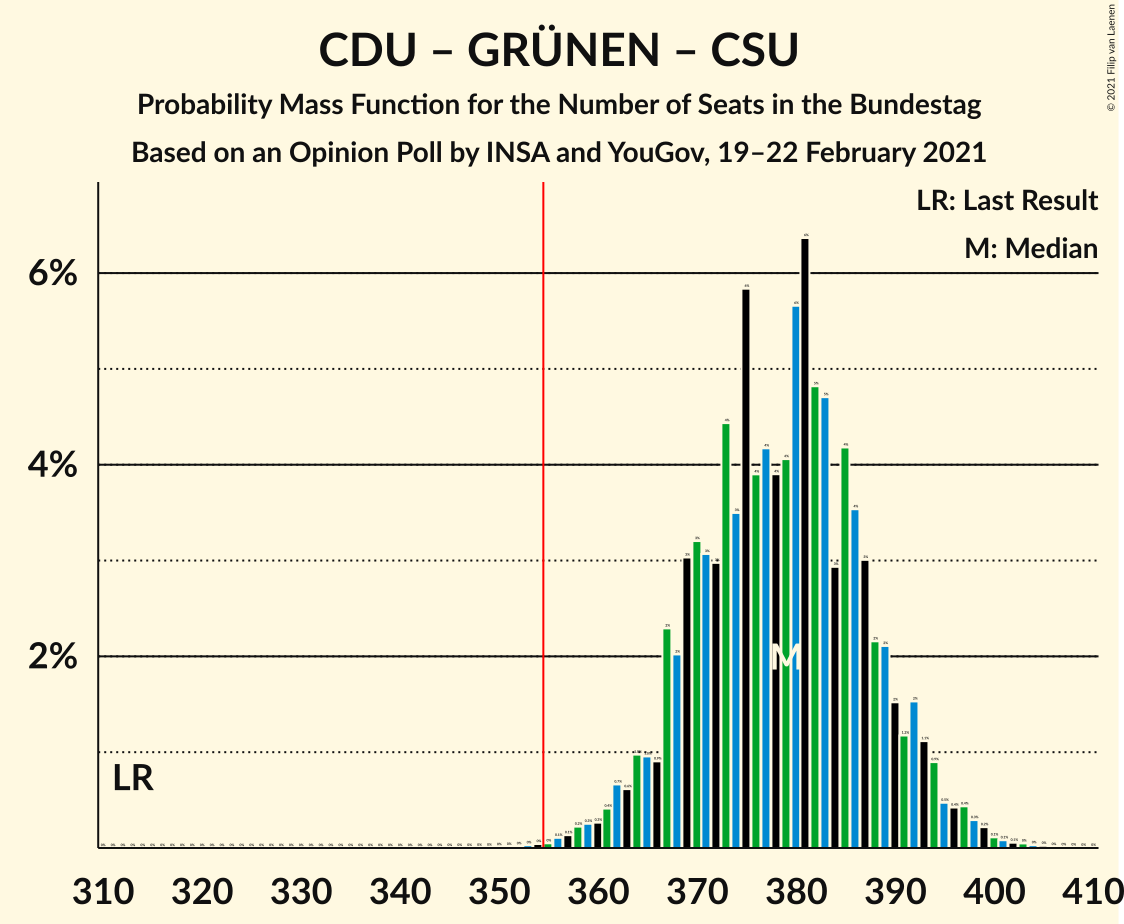 CDU – GRÜNEN – CSU
Probability Mass Function for the Number of Seats in the Bundestag
Based on an Opinion Poll by INSA and YouGov, 19–22 February 2021
© 2021 Filip van Laenen
LR: Last Result
M: Median
6%
4%
2%
LR
M
310 320 330 340 350 360 370 380 390 400 410